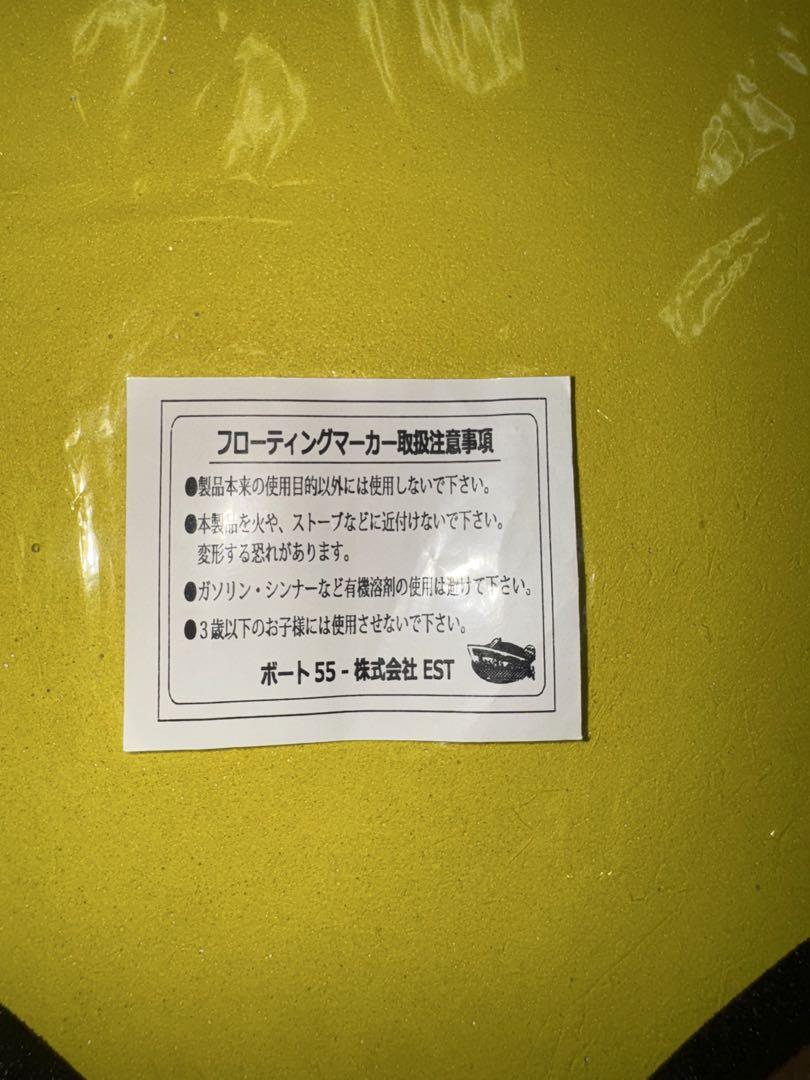 フローティングマーカー取扱注意事項
●製品本来の使用目的以外には使用しないで下さい。
●本製品を火や、ストーブなどに近付けないで下さい。
変形する恐れがあります。
●ガソリン・シンナーなど有機溶剤の使用は避けて下さい。
●3歳以下のお子様には使用させないで下さい。
ボート55-株式会社EST